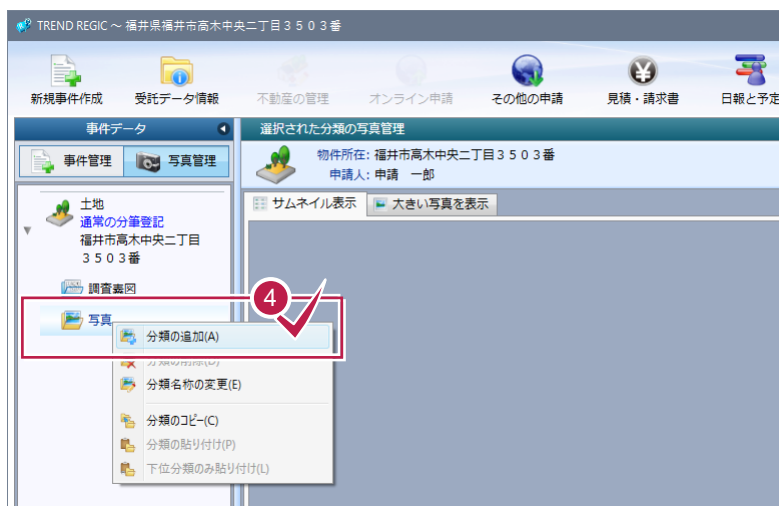 TREND REGIC ~ 福井県福井市高木中央二丁目３５０３番
新規事件作成
受託データ情報
不動産の管理
オンライン申請
その他の申請
見積・請求書
日報と予定
事件データ
選択された分類の写真管理
事件管理
写真管理
物件所在: 福井市高木中央二丁目３５０３番
申請人: 申請　一郎
サムネイル表示
大きい写真を表示
土地
通常の分筆登記
福井市高木中央二丁目
３５０３番
調査素図
写真
4
分類の追加(A)
分類の削除(D)
分類名称の変更(E)
分類のコピー(C)
分類の貼り付け(P)
下位分類のみ貼り付け(L)